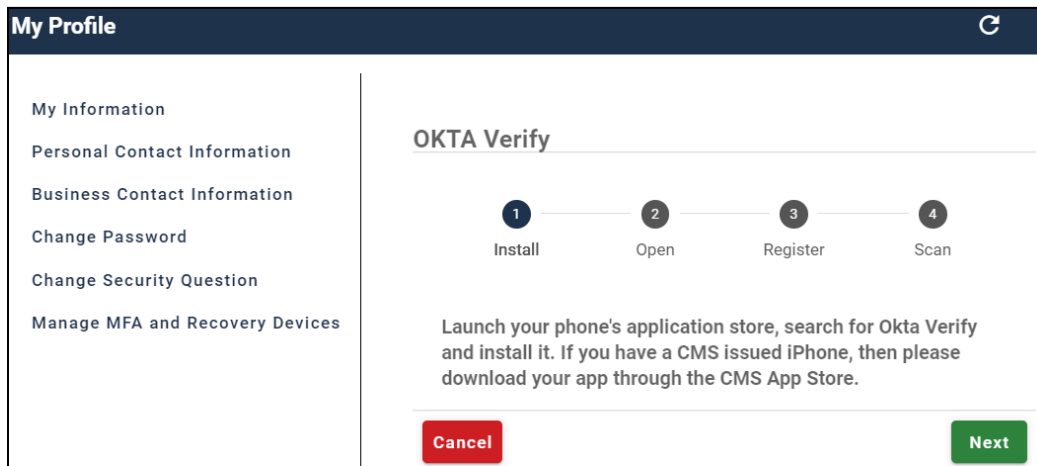 My Profile
My Information
Personal Contact Information
Business Contact Information
Change Password
Change Security Question
Manage MFA and Recovery Devices
OKTA Verify
1 2 3 4
Install Open Register Scan
Launch your phone's application store, search for Okta Verify
and install it. If you have a CMS issued iPhone, then please
download your app through the CMS App Store.
Cancel Next